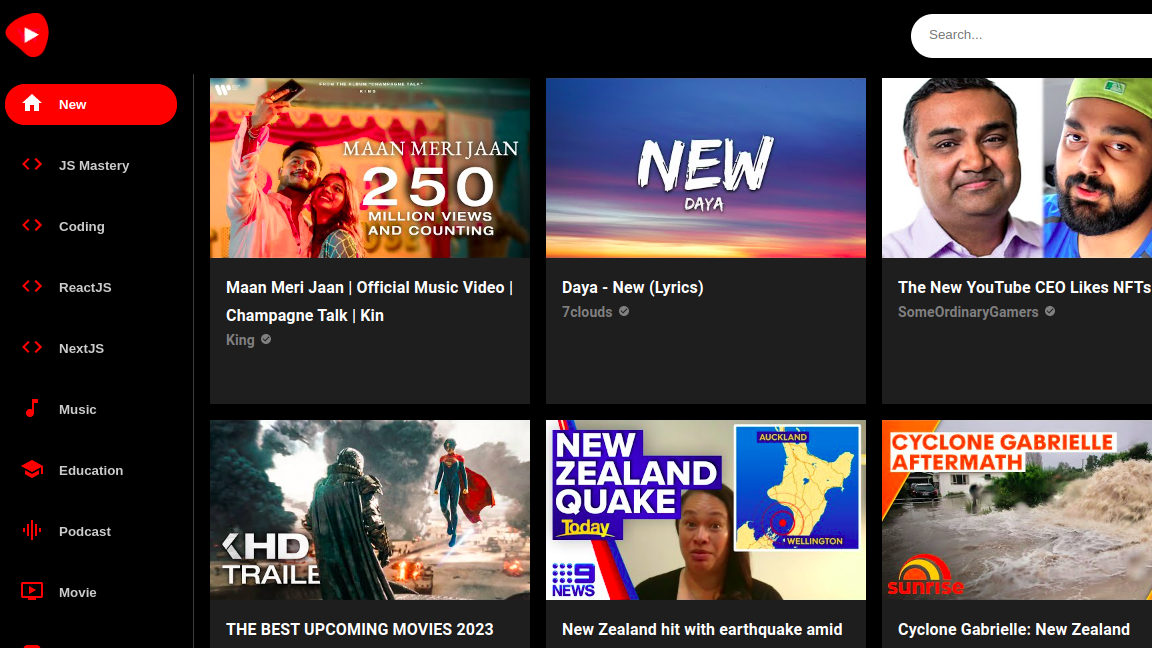 Search...
New
JS Mastery
Coding
ReactJS
NextJS
Music
Education
Podcast
Movie
FROM THE ALBUM "CHAMPAGNE TALK"
KING
MAAN MERI JAAN
250
MILLION VIEWS
AND COUNTING
Maan Meri Jaan | Official Music Video |
Champagne Talk | Kin
King
NEW
DAYA
Daya - New (Lyrics)
7clouds
The New YouTube CEO Likes NFTs
SomeOrdinaryGamers
KHD
TRAILE
THE BEST UPCOMING MOVIES 2023
NEW
ZEALAND
QUAKE
Today
AUCKLAND
WELLINGTON
9
NEWS
New Zealand hit with earthquake amid
CYCLONE GABRIELLE
AFTERMATH
sunrise
Cyclone Gabrielle: New Zealand